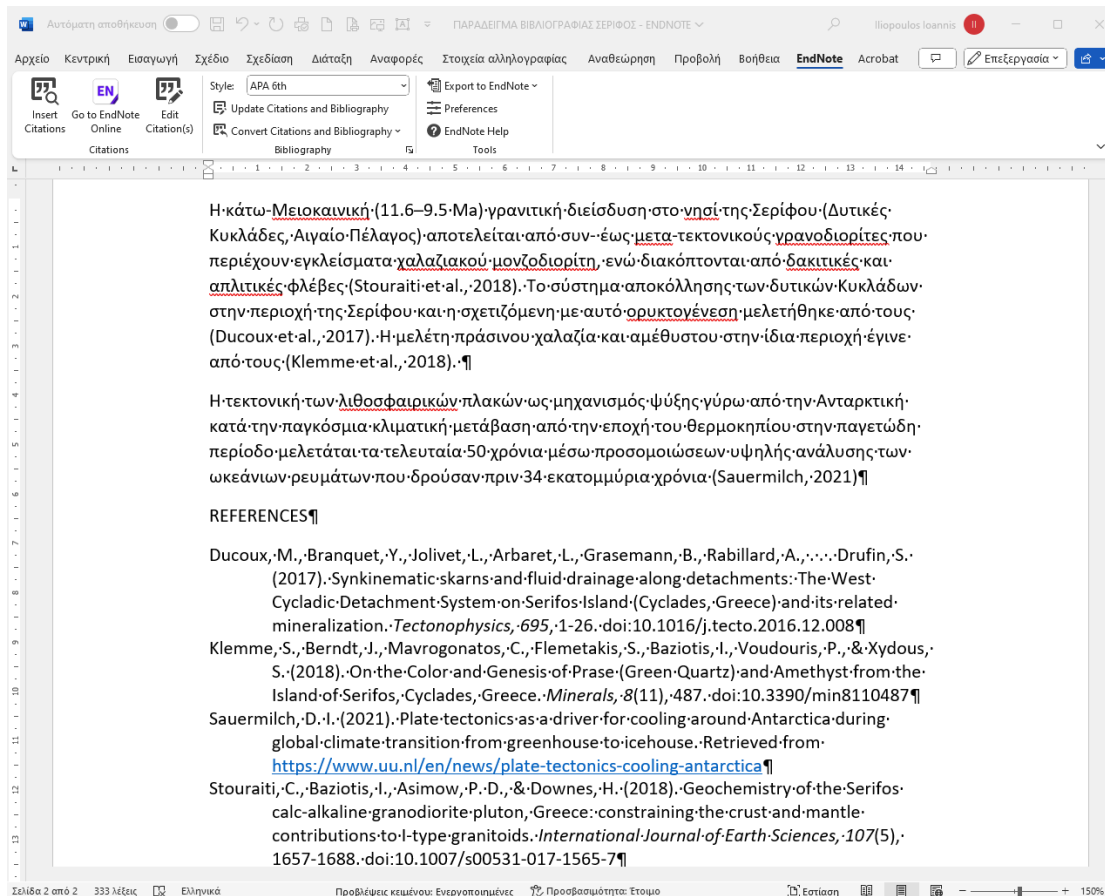 Αυτόματη αποθήκευση ΠΑΡΑΔΕΙΓΜΑ ΒΙΒΛΙΟΓΡΑΦΙΑΣ ΣΕΡΙΦΟΣ - ENDNOTE Iliopoulos Ioannis II
Αρχείο Κεντρική Εισαγωγή Σχέδιο Σχεδίαση Διάταξη Αναφορές Στοιχεία αλληλογραφίας Αναθεώρηση Προβολή Βοήθεια EndNote Acrobat Επεξεργασία
Insert Citations
Go to EndNote Online
Edit Citation(s)
Citations
Style: APA 6th
Update Citations and Bibliography
Convert Citations and Bibliography
Bibliography
Export to EndNote
Preferences
EndNote Help
Tools
1 2 3 4 5 6 7 8 9 10 11 12 13 14
Η κάτω-Μειοκαινική (11.6–9.5 Ma) γρανιτική διείσδυση στο νησί της Σερίφου (Δυτικές
Κυκλάδες, Αιγαίο Πέλαγος) αποτελείται από συν- έως μετα-τεκτονικούς γρανοδιορίτες που
περιέχουν εγκλείσματα χαλαζιακού μονζοδιορίτη, ενώ διακόπτονται από δακιτικές και
απλιτικές φλέβες (Stouraiti et al., 2018). Το σύστημα αποκόλλησης των δυτικών Κυκλάδων
στην περιοχή της Σερίφου και η σχετιζόμενη με αυτό ορυκτογένεση μελετήθηκε από τους
(Ducoux et al., 2017). Η μελέτη πράσινου χαλαζία και αμέθυστου στην ίδια περιοχή έγινε
από τους (Klemme et al., 2018). ¶
Η τεκτονική των λιθοσφαιρικών πλακών ως μηχανισμός ψύξης γύρω από την Ανταρκτική
κατά την παγκόσμια κλιματική μετάβαση από την εποχή του θερμοκηπίου στην παγετώδη
περίοδο μελετάται τα τελευταία 50 χρόνια μέσω προσομοιώσεων υψηλής ανάλυσης των
ωκεάνιων ρευμάτων που δρούσαν πριν 34 εκατομμύρια χρόνια (Sauermilch, 2021)¶
REFERENCES¶
Ducoux, M., Branquet, Y., Jolivet, L., Arbaret, L., Grasemann, B., Rabillard, A., . . . Drufin, S.
(2017). Synkinematic skarns and fluid drainage along detachments: The West
Cycladic Detachment System on Serifos Island (Cyclades, Greece) and its related
mineralization. Tectonophysics, 695, 1-26. doi:10.1016/j.tecto.2016.12.008¶
Klemme, S., Berndt, J., Mavrogonatos, C., Flemetakis, S., Baziotis, I., Voudouris, P., & Xydous,
S. (2018). On the Color and Genesis of Prase (Green Quartz) and Amethyst from the
Island of Serifos, Cyclades, Greece. Minerals, 8(11), 487. doi:10.3390/min8110487¶
Sauermilch, D. I. (2021). Plate tectonics as a driver for cooling around Antarctica during
global climate transition from greenhouse to icehouse. Retrieved from
https://www.uu.nl/en/news/plate-tectonics-cooling-antarctica¶
Stouraiti, C., Baziotis, I., Asimow, P. D., & Downes, H. (2018). Geochemistry of the Serifos
calc-alkaline granodiorite pluton, Greece: constraining the crust and mantle
contributions to I-type granitoids. International Journal of Earth Sciences, 107(5),
1657-1688. doi:10.1007/s00531-017-1565-7¶
Σελίδα 2 από 2 333 λέξεις Ελληνικά Προβλέψεις κειμένου: Ενεργοποιημένες Προσβασιμότητα: Έτοιμο Εστίαση 150%